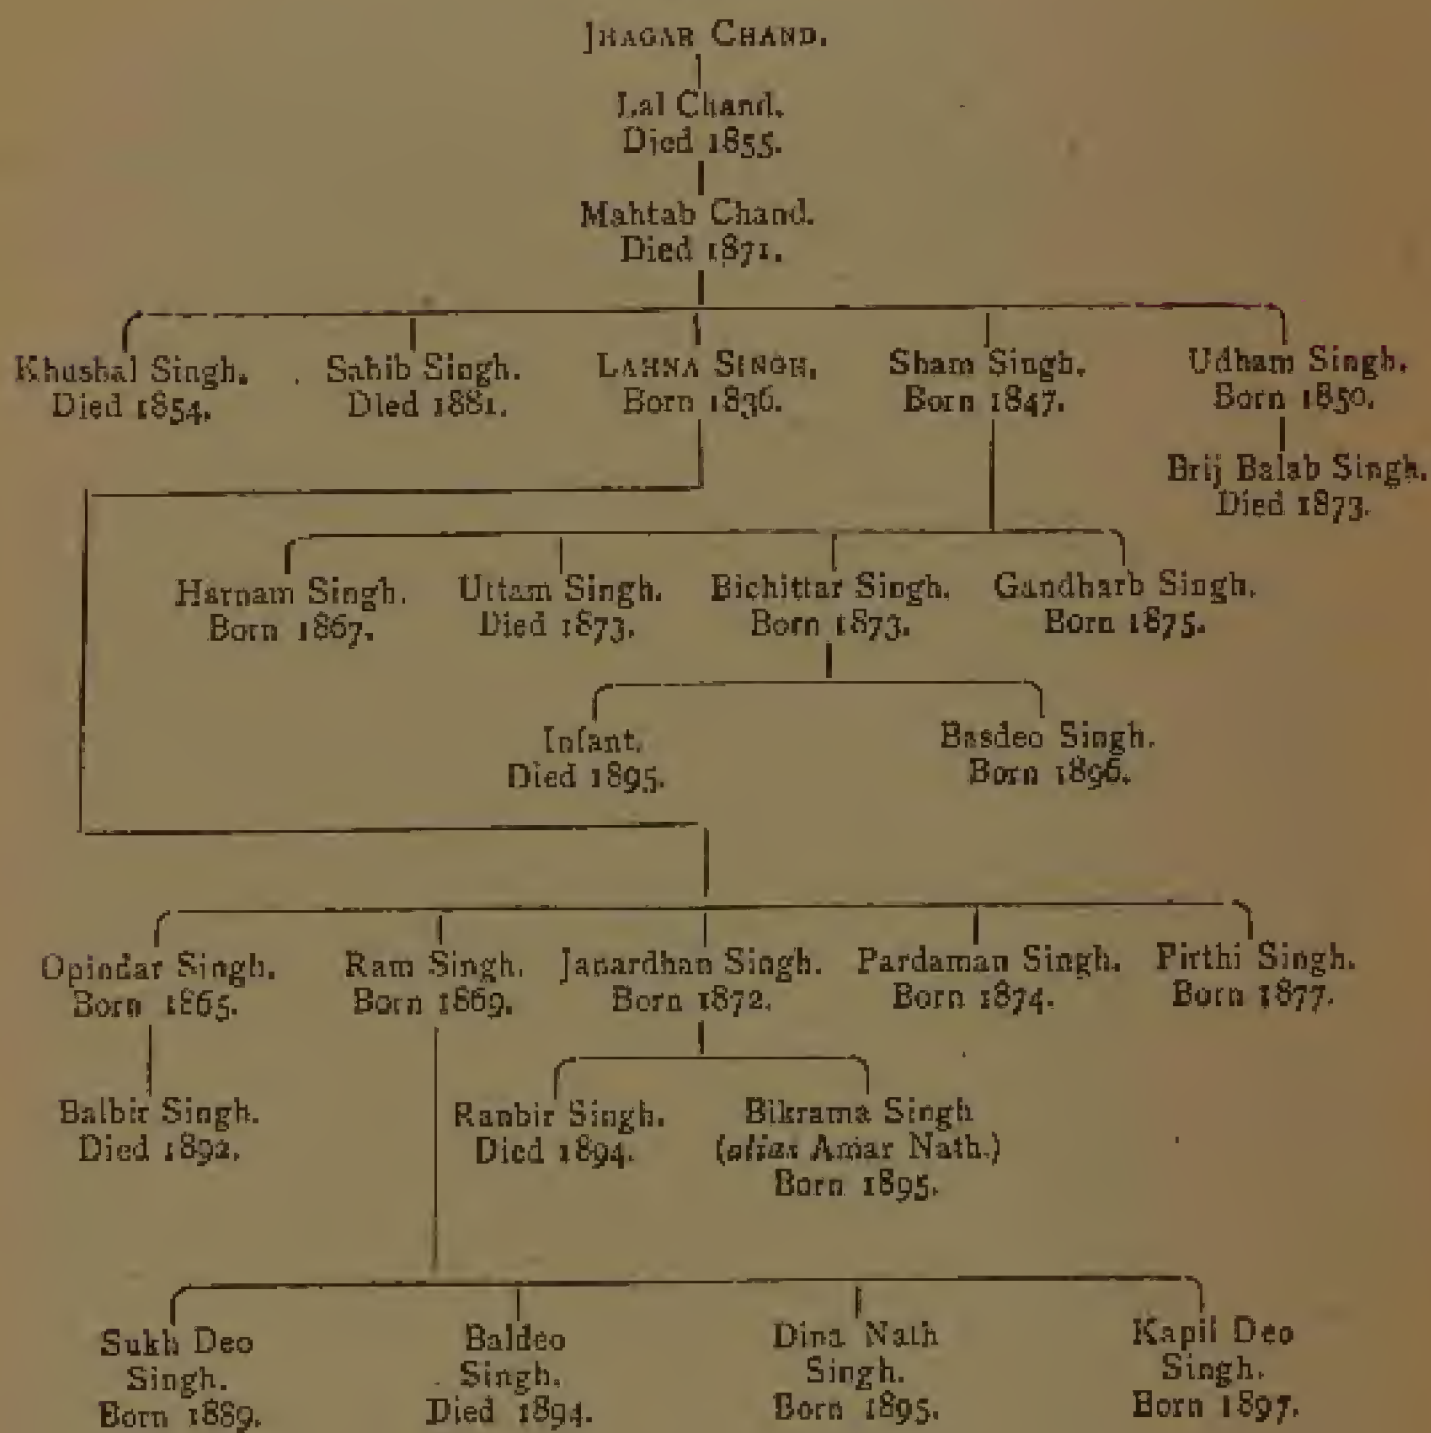 JHAGAR CHAND.
Lal Chand.
Died 1855.
Mahtab Chand.
Died 1871.
Khushal Singh.
Died 1854.
Sahib Singh.
Died 1881.
LAHNA SINGH.
Born 1836.
Sham Singh.
Born 1847.
Udham Singh.
Born 1850.
Brij Balab Singh.
Died 1873.
Harnam Singh.
Born 1867.
Uttam Singh.
Died 1873.
Bichittar Singh.
Born 1873.
Gandharb Singh.
Born 1875.
Infant.
Died 1895.
Basdeo Singh.
Born 1896.
Opindar Singh.
Born 1865.
Ram Singh.
Born 1869.
Janardhan Singh.
Born 1872.
Pardaman Singh.
Born 1874.
Pirthi Singh.
Born 1877.
Balbir Singh.
Died 1892.
Ranbir Singh.
Died 1894.
Bikrama Singh
(alias Amar Nath.)
Born 1895.
Sukh Deo
Singh.
Born 1889.
Baldeo
Singh.
Died 1894.
Dina Nath
Singh.
Born 1895.
Kapil Deo
Singh.
Born 1897.